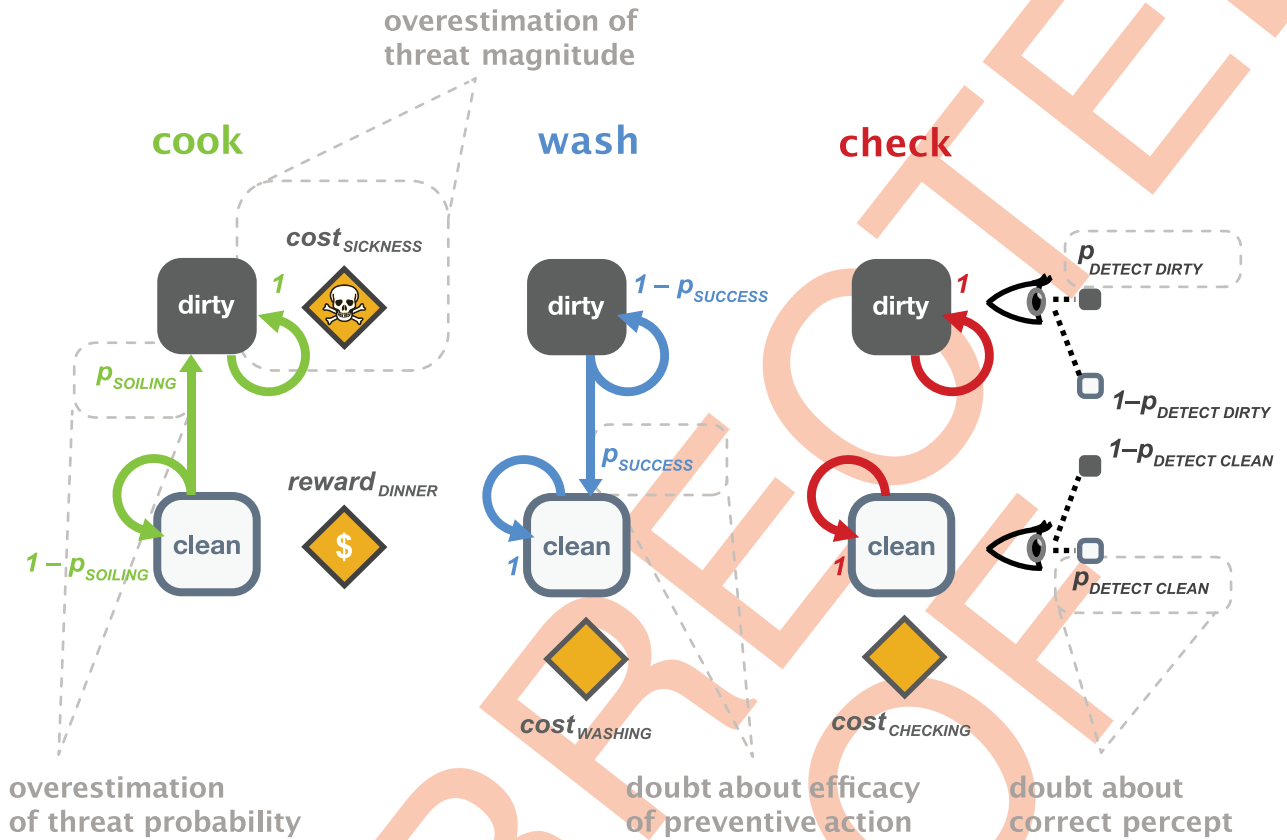 overestimation of
threat magnitude
cook
wash
check
cost SICKNESS
dirty
1
p SOILING
1 – p SOILING
clean
reward DINNER
$
dirty
1 – p SUCCESS
p SUCCESS
clean
1
cost WASHING
dirty
1
p DETECT DIRTY
1–p DETECT DIRTY
1–p DETECT CLEAN
clean
1
p DETECT CLEAN
cost CHECKING
overestimation
of threat probability
doubt about efficacy
of preventive action
doubt about
correct percept